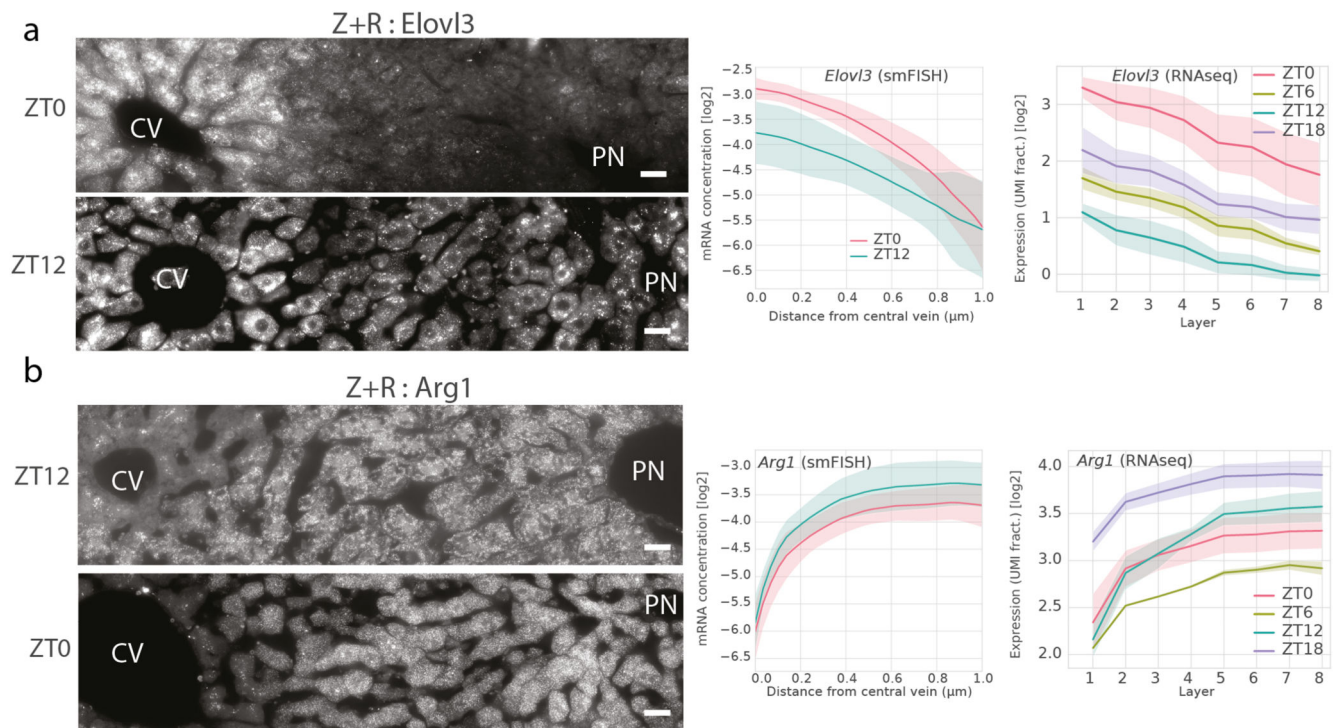 a
Z+R : Elovl3
ZT0
CV
PN
ZT12
CV
PN
Elovl3 (smFISH)
mRNA concentration [log2]
−2.5
−3.0
−3.5
−4.0
−4.5
−5.0
−5.5
−6.0
−6.5
ZT0
ZT12
0.0 0.2 0.4 0.6 0.8 1.0
Distance from central vein (μm)
Elovl3 (RNAseq)
Expression (UMI fract.) [log2]
3
2
1
0
ZT0
ZT6
ZT12
ZT18
1 2 3 4 5 6 7 8
Layer
b
Z+R : Arg1
ZT12
CV
PN
ZT0
CV
PN
Arg1 (smFISH)
mRNA concentration [log2]
−3.0
−3.5
−4.0
−4.5
−5.0
−5.5
−6.0
−6.5
ZT0
ZT12
0.0 0.2 0.4 0.6 0.8 1.0
Distance from central vein (μm)
Arg1 (RNAseq)
Expression (UMI fract.) [log2]
4.0
3.5
3.0
2.5
2.0
ZT0
ZT6
ZT12
ZT18
1 2 3 4 5 6 7 8
Layer